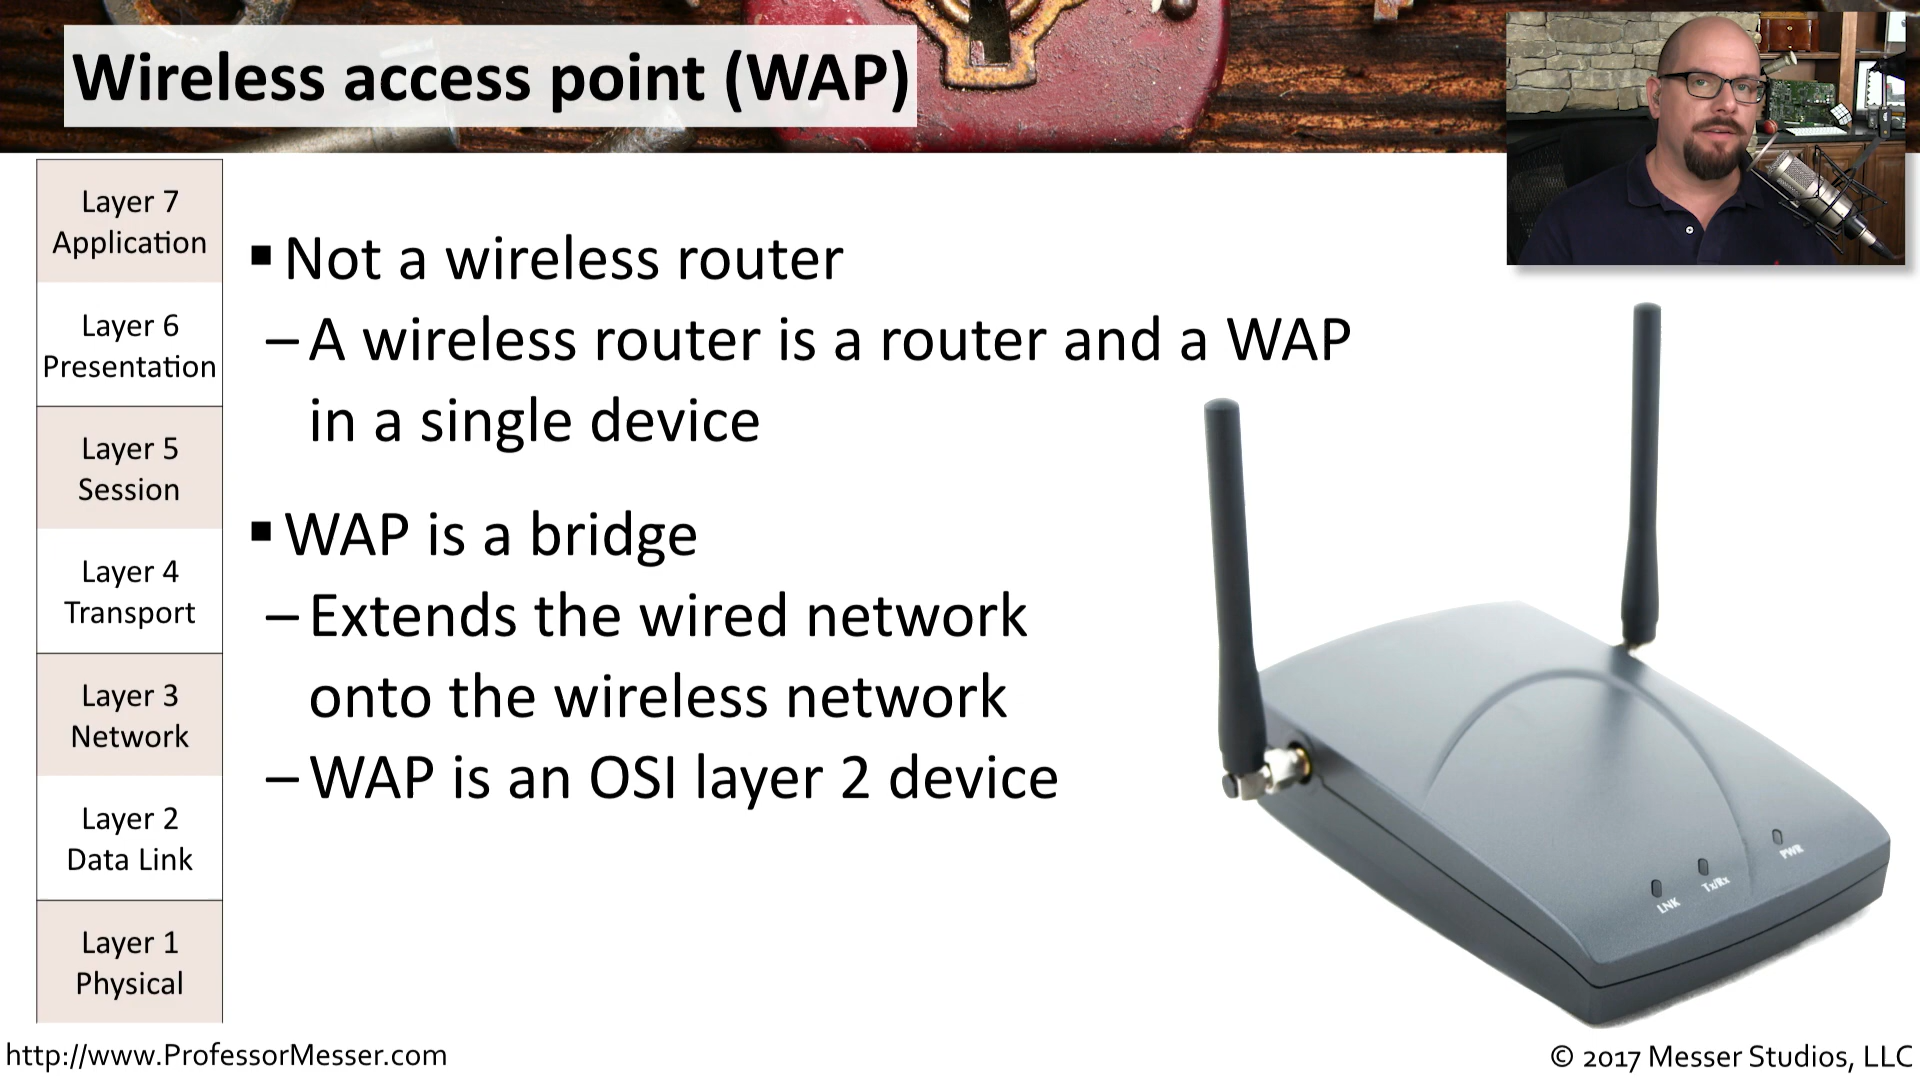 Wireless access point (WAP)
Layer 7
Application
Layer 6
Presentation
Layer 5
Session
Layer 4
Transport
Layer 3
Network
Layer 2
Data Link
Layer 1
Physical
▪ Not a wireless router
– A wireless router is a router and a WAP
in a single device
▪ WAP is a bridge
– Extends the wired network
onto the wireless network
– WAP is an OSI layer 2 device
LNK
Tx/Rx
PWR
http://www.ProfessorMesser.com
© 2017 Messer Studios, LLC